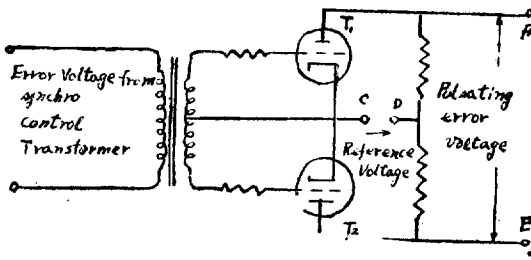 T₁
A
Error Voltage from
synchro
Control
Transformer
C
D
Reference
Voltage
Pulsating
error
Voltage
T₂
E